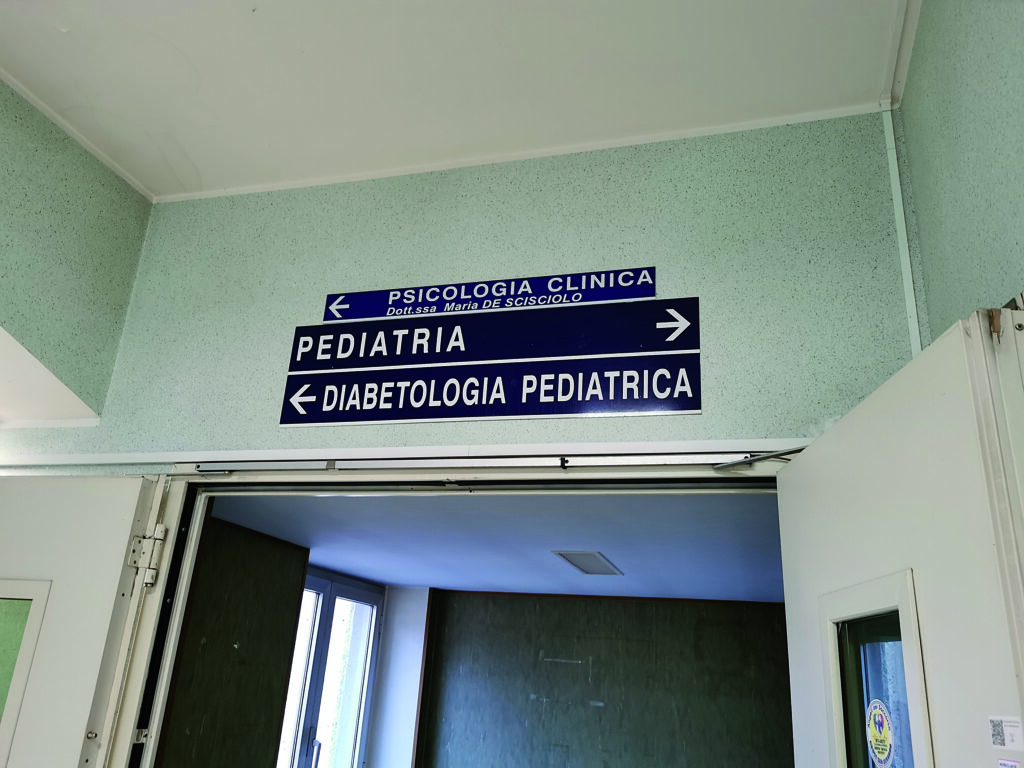 PSICOLOGIA CLINICA
Dott.ssa Maria DE SCISCIOLO
PEDIATRIA
DIABETOLOGIA PEDIATRICA